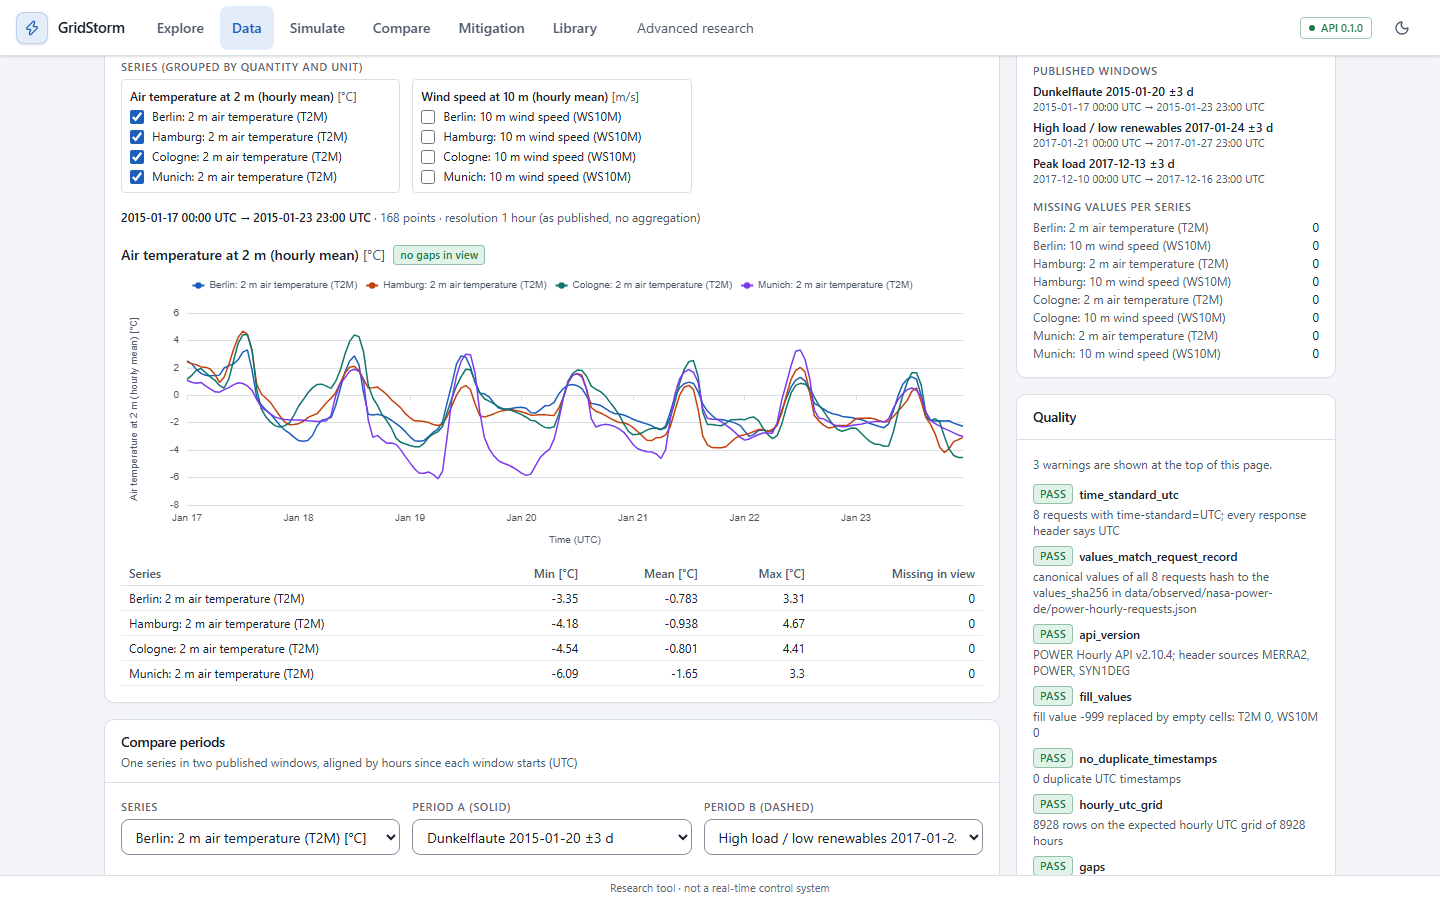 GridStorm
Explore
Data
Simulate
Compare
Mitigation
Library
Advanced research
API 0.1.0
SERIES (GROUPED BY QUANTITY AND UNIT)
Air temperature at 2 m (hourly mean) [°C]
Berlin: 2 m air temperature (T2M)
Hamburg: 2 m air temperature (T2M)
Cologne: 2 m air temperature (T2M)
Munich: 2 m air temperature (T2M)
Wind speed at 10 m (hourly mean) [m/s]
Berlin: 10 m wind speed (WS10M)
Hamburg: 10 m wind speed (WS10M)
Cologne: 10 m wind speed (WS10M)
Munich: 10 m wind speed (WS10M)
2015-01-17 00:00 UTC → 2015-01-23 23:00 UTC · 168 points · resolution 1 hour (as published, no aggregation)
Air temperature at 2 m (hourly mean) [°C] no gaps in view
Berlin: 2 m air temperature (T2M) Hamburg: 2 m air temperature (T2M) Cologne: 2 m air temperature (T2M) Munich: 2 m air temperature (T2M)
Air temperature at 2 m (hourly mean) [°C]
6
4
2
0
-2
-4
-6
-8
Jan 17 Jan 18 Jan 19 Jan 20 Jan 21 Jan 22 Jan 23
Time (UTC)
Series Min [°C] Mean [°C] Max [°C] Missing in view
Berlin: 2 m air temperature (T2M) -3.35 -0.783 3.31 0
Hamburg: 2 m air temperature (T2M) -4.18 -0.938 4.67 0
Cologne: 2 m air temperature (T2M) -4.54 -0.801 4.41 0
Munich: 2 m air temperature (T2M) -6.09 -1.65 3.3 0
Compare periods
One series in two published windows, aligned by hours since each window starts (UTC)
SERIES
Berlin: 2 m air temperature (T2M) [°C]
PERIOD A (SOLID)
Dunkelflaute 2015-01-20 ±3 d
PERIOD B (DASHED)
High load / low renewables 2017-01-24
PUBLISHED WINDOWS
Dunkelflaute 2015-01-20 ±3 d
2015-01-17 00:00 UTC → 2015-01-23 23:00 UTC
High load / low renewables 2017-01-24 ±3 d
2017-01-21 00:00 UTC → 2017-01-27 23:00 UTC
Peak load 2017-12-13 ±3 d
2017-12-10 00:00 UTC → 2017-12-16 23:00 UTC
MISSING VALUES PER SERIES
Berlin: 2 m air temperature (T2M) 0
Berlin: 10 m wind speed (WS10M) 0
Hamburg: 2 m air temperature (T2M) 0
Hamburg: 10 m wind speed (WS10M) 0
Cologne: 2 m air temperature (T2M) 0
Cologne: 10 m wind speed (WS10M) 0
Munich: 2 m air temperature (T2M) 0
Munich: 10 m wind speed (WS10M) 0
Quality
3 warnings are shown at the top of this page.
PASS time_standard_utc
8 requests with time-standard=UTC; every response
header says UTC
PASS values_match_request_record
canonical values of all 8 requests hash to the
values_sha256 in data/observed/nasa-power-
de/power-hourly-requests.json
PASS api_version
POWER Hourly API v2.10.4; header sources MERRA2,
POWER, SYN1DEG
PASS fill_values
fill value -999 replaced by empty cells: T2M 0, WS10M
0
PASS no_duplicate_timestamps
0 duplicate UTC timestamps
PASS hourly_utc_grid
8928 rows on the expected hourly UTC grid of 8928
hours
PASS gaps
Research tool · not a real-time control system